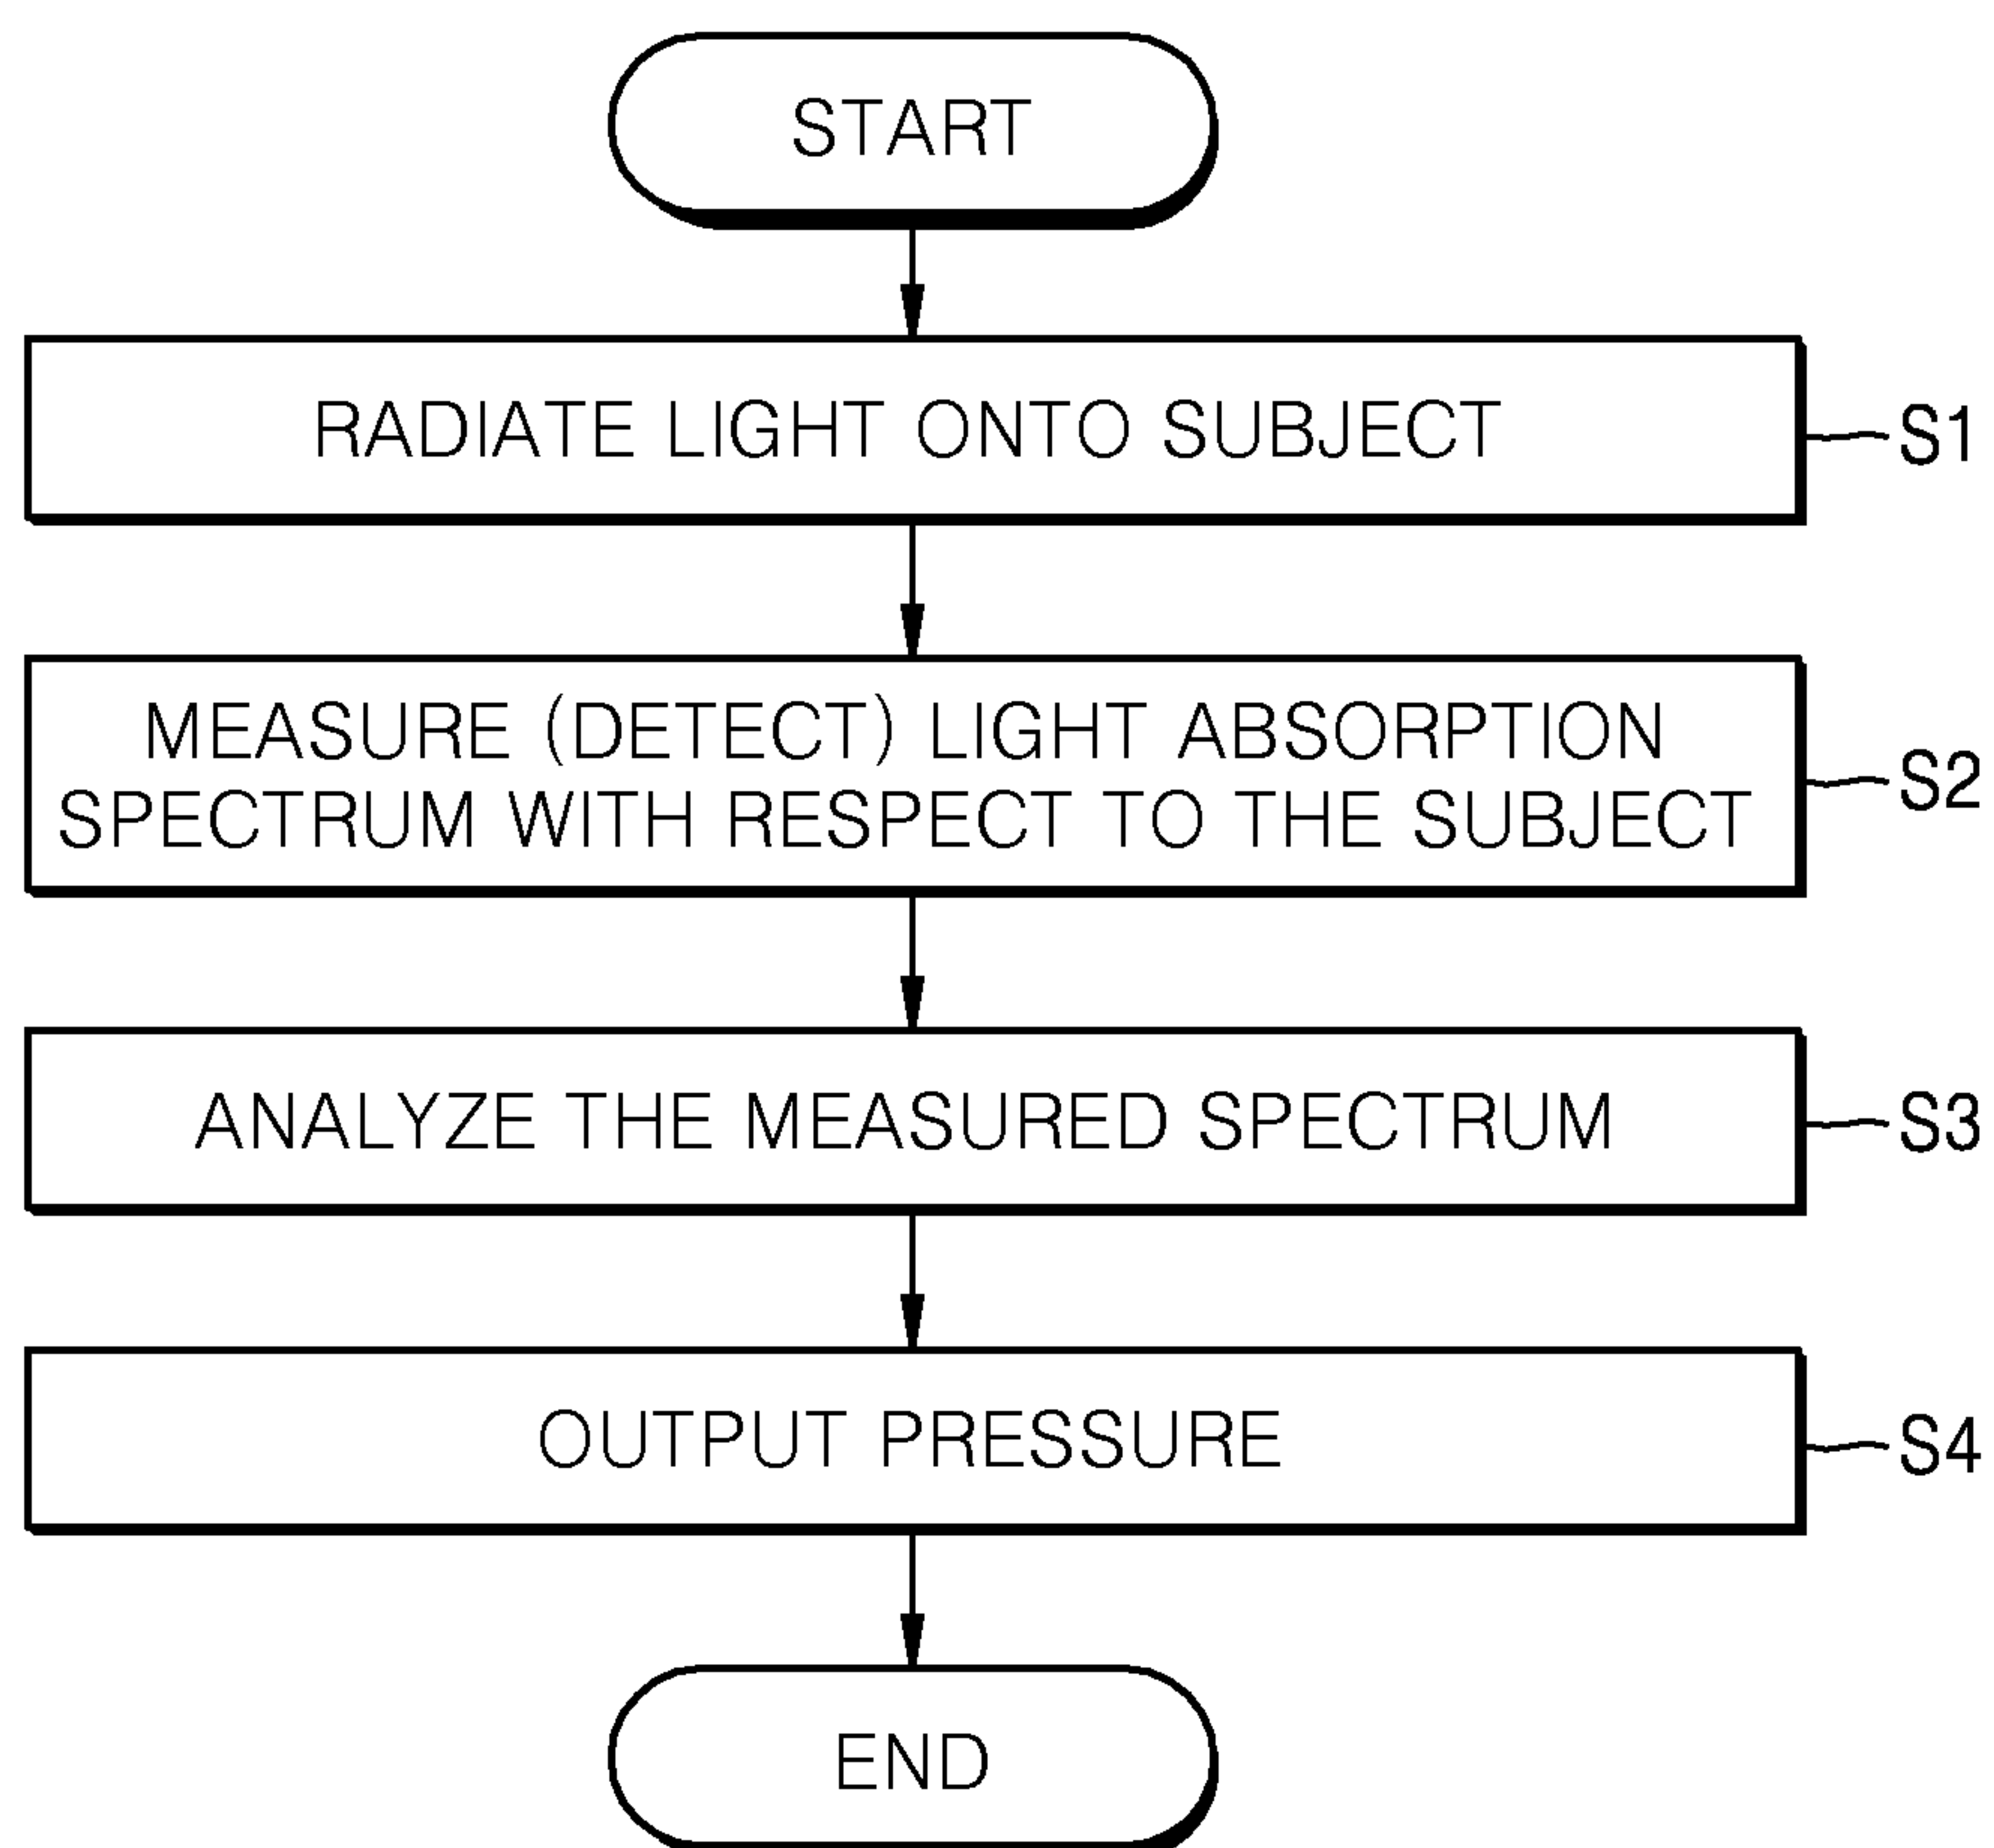 START
RADIATE LIGHT ONTO SUBJECT
S1
MEASURE (DETECT) LIGHT ABSORPTION
SPECTRUM WITH RESPECT TO THE SUBJECT
S2
ANALYZE THE MEASURED SPECTRUM
S3
OUTPUT PRESSURE
S4
END